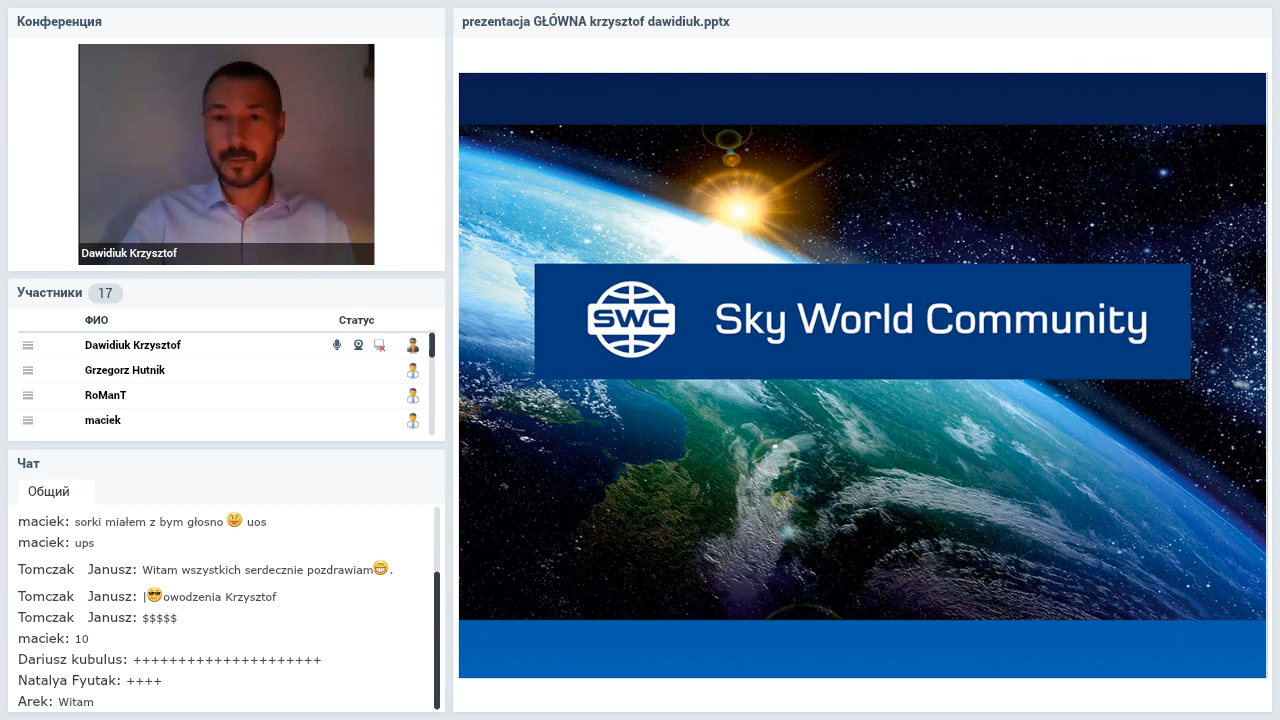 Конференция
Dawidiuk Krzysztof
Участники 17
ФИО Статус
Dawidiuk Krzysztof
Grzegorz Hutnik
RoManT
maciek
Чат
Общий
maciek: sorki miałem z bym głosno uos
maciek: ups
Tomczak Janusz: Witam wszystkich serdecznie pozdrawiam.
Tomczak Janusz: |owodzenia Krzysztof
Tomczak Janusz: $$$$$
maciek: 10
Dariusz kubulus: +++++++++++++++++++++
Natalya Fyutak: ++++
Arek: Witam
prezentacja GŁÓWNA krzysztof dawidiuk.pptx
SWC Sky World Community